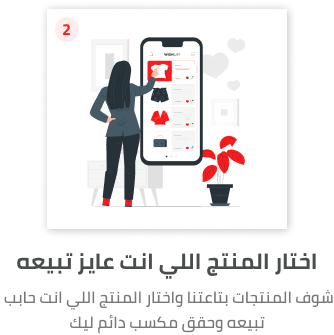 2
WISHLIST
اختار المنتج اللي انت عايز تبيعه
شوف المنتجات بتاعتنا واختار المنتج اللي انت حابب
تبيعه وحقق مكسب دائم ليك